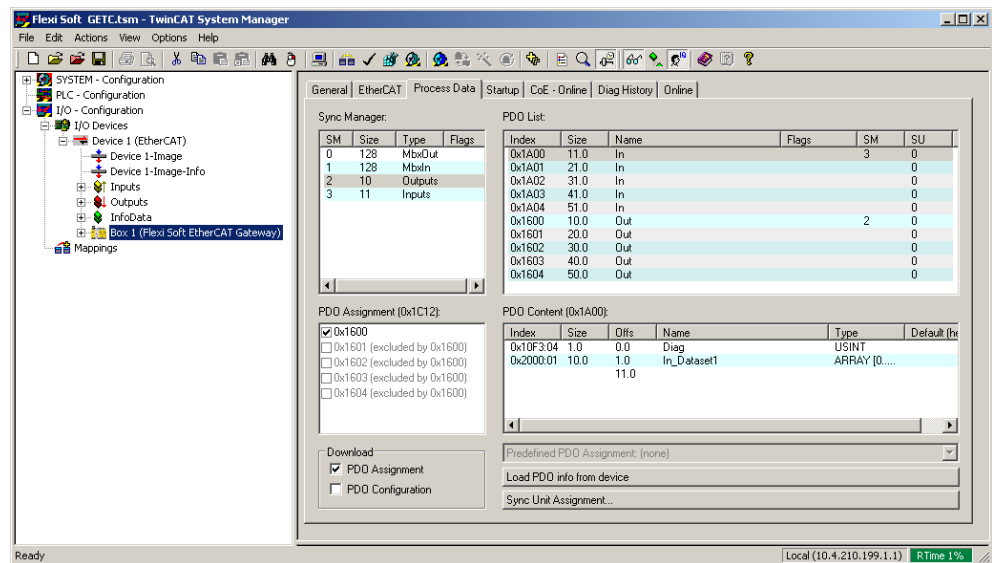 Flexi Soft GETC.tsm - TwinCAT System Manager
File Edit Actions View Options Help
SYSTEM - Configuration
PLC - Configuration
I/O - Configuration
I/O Devices
Device 1 (EtherCAT)
Device 1-Image
Device 1-Image-Info
Inputs
Outputs
InfoData
Box 1 (Flexi Soft EtherCAT Gateway)
Mappings
General EtherCAT Process Data Startup CoE - Online Diag History Online
Sync Manager:
SM Size Type Flags
0 128 MbxOut
1 128 MbxIn
2 10 Outputs
3 11 Inputs
PDO List:
Index Size Name Flags SM SU
0x1A00 11.0 In 3 0
0x1A01 21.0 In 0
0x1A02 31.0 In 0
0x1A03 41.0 In 0
0x1A04 51.0 In 0
0x1600 10.0 Out 2 0
0x1601 20.0 Out 0
0x1602 30.0 Out 0
0x1603 40.0 Out 0
0x1604 50.0 Out 0
PDO Assignment (0x1C12):
0x1600
0x1601 (excluded by 0x1600)
0x1602 (excluded by 0x1600)
0x1603 (excluded by 0x1600)
0x1604 (excluded by 0x1600)
PDO Content (0x1A00):
Index Size Offs Name Type Default (he
0x10F3:04 1.0 0.0 Diag USINT
0x2000:01 10.0 1.0 In_Dataset1 ARRAY [0.....
11.0
Download
PDO Assignment
PDO Configuration
Predefined PDO Assignment: (none)
Load PDO info from device
Sync Unit Assignment...
Ready
Local (10.4.210.199.1.1) RTime 1%